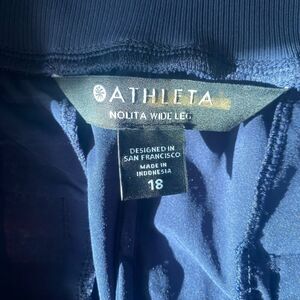 ATHLETA
NOLITA WIDE LEG
DESIGNED IN
SAN FRANCISCO
MADE IN
INDONESIA
18